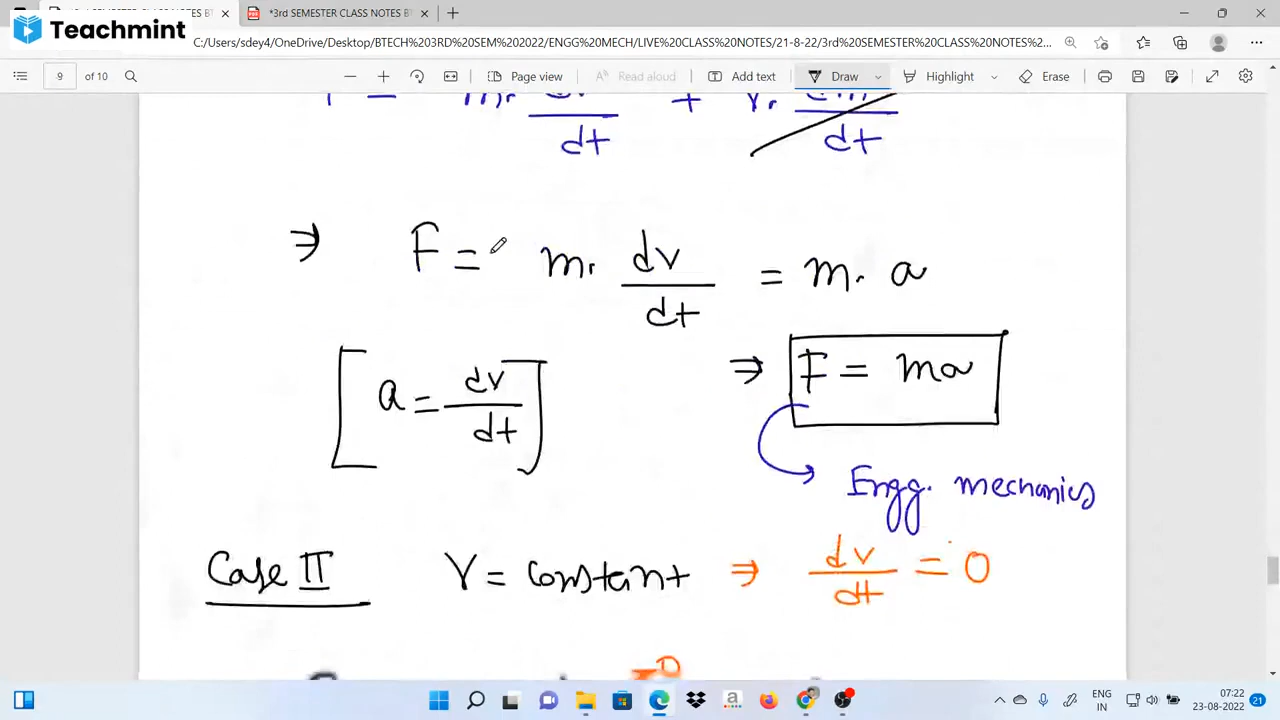 *3rd SEMESTER CLASS NOTES BT
Teachmint
C:/Users/sdey4/OneDrive/Desktop/BTECH%203RD%20SEM%202022/ENGG%20MECH/LIVE%20CLASS%20NOTES/21-8-22/3rd%20SEMESTER%20CLASS%20NOTES%...
9 of 10 Page view Read aloud Add text Draw Highlight Erase
dt dt
⇒ F = m. dv/dt = m. a
[a = dv/dt] ⇒ F = ma
Engg. mechanics
Case II V = constant ⇒ dv/dt = 0
ENG 07:22
IN 23-08-2022 21